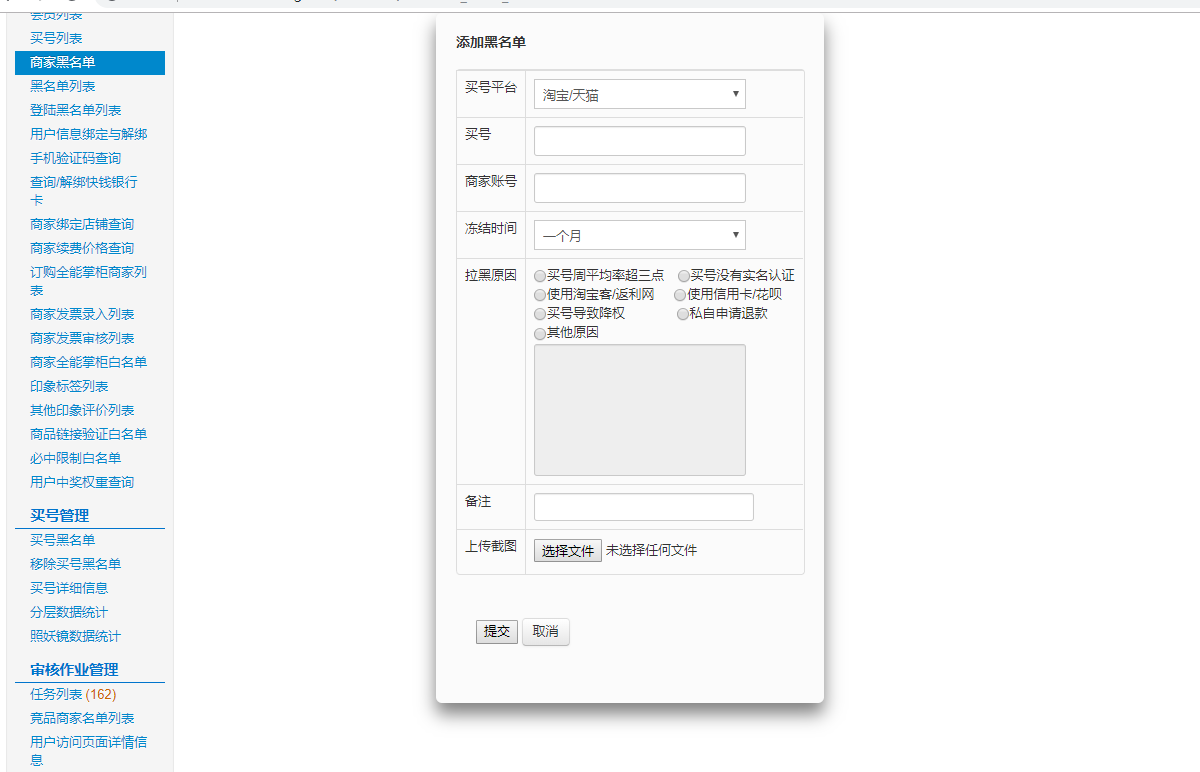 会员列表
买号列表
商家黑名单
黑名单列表
登陆黑名单列表
用户信息绑定与解绑
手机验证码查询
查询/解绑快钱银行
卡
商家绑定店铺查询
商家续费价格查询
订购全能掌柜商家列
表
商家发票录入列表
商家发票审核列表
商家全能掌柜白名单
印象标签列表
其他印象评价列表
商品链接验证白名单
必中限制白名单
用户中奖权重查询
买号管理
买号黑名单
移除买号黑名单
买号详细信息
分层数据统计
照妖镜数据统计
审核作业管理
任务列表 (162)
竞品商家名单列表
用户访问页面详情信
息
添加黑名单
买号平台 淘宝/天猫
买号
商家账号
冻结时间 一个月
拉黑原因 买号周平均率超三点 买号没有实名认证
使用淘宝客/返利网 使用信用卡/花呗
买号导致降权 私自申请退款
其他原因
备注
上传截图 选择文件 未选择任何文件
提交 取消